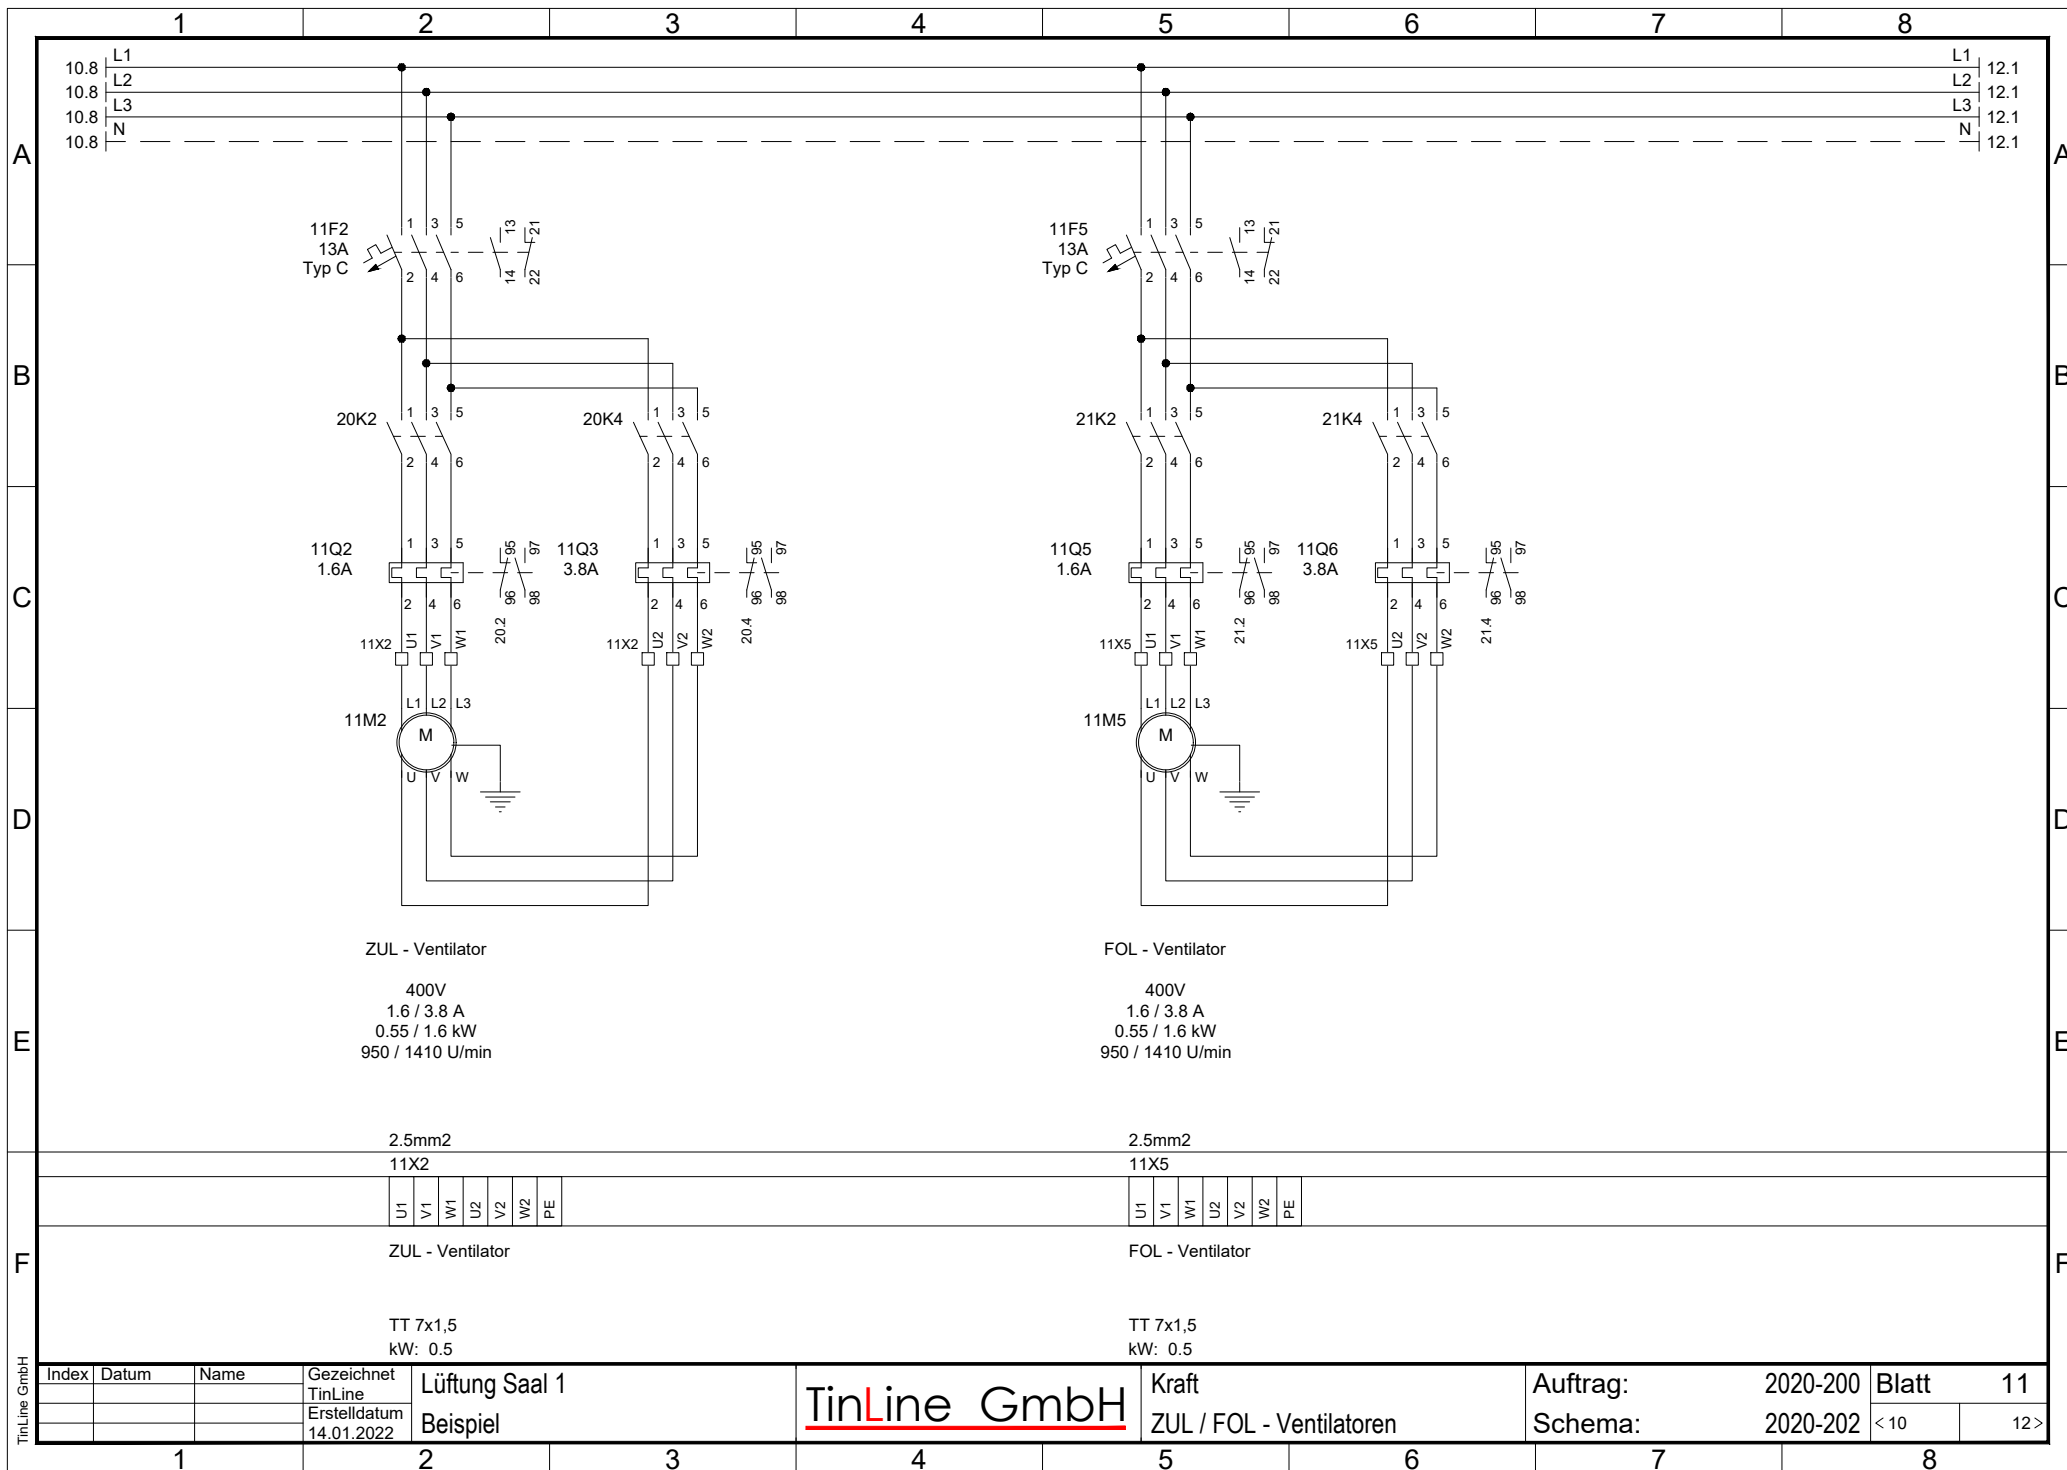 1 2 3 4 5 6 7 8
10.8 L1 L1 12.1
10.8 L2 L2 12.1
10.8 L3 L3 12.1
10.8 N N 12.1
A A
11F2 1 3 5 13 21 11F5 1 3 5 13 21
13A 13A
Typ C 2 4 6 14 22 Typ C 2 4 6 14 22
B B
20K2 1 3 5 20K4 1 3 5 21K2 1 3 5 21K4 1 3 5
2 4 6 2 4 6 2 4 6 2 4 6
11Q2 1 3 5 95 97 11Q3 1 3 5 95 97 11Q5 1 3 5 95 97 11Q6 1 3 5 95 97
1.6A 3.8A 1.6A 3.8A
C C
2 4 6 96 98 2 4 6 96 98 2 4 6 96 98 2 4 6 96 98
11X2 U1 V1 W1 20.2 11X2 U2 V2 W2 20.4 11X5 U1 V1 W1 21.2 11X5 U2 V2 W2 21.4
L1 L2 L3 L1 L2 L3
11M2 M 11M5 M
U V W U V W
D D
ZUL - Ventilator FOL - Ventilator
400V 400V
1.6 / 3.8 A 1.6 / 3.8 A
0.55 / 1.6 kW 0.55 / 1.6 kW
E E
950 / 1410 U/min 950 / 1410 U/min
2.5mm2 2.5mm2
11X2 11X5
U1 V1 W1 U2 V2 W2 PE U1 V1 W1 U2 V2 W2 PE
ZUL - Ventilator FOL - Ventilator
F F
TT 7x1,5 TT 7x1,5
kW: 0.5 kW: 0.5
TinLine GmbH
Index Datum Name Gezeichnet
TinLine
Erstelldatum
14.01.2022
Lüftung Saal 1
Beispiel
TinLine GmbH
Kraft
ZUL / FOL - Ventilatoren
Auftrag: 2020-200
Schema: 2020-202
Blatt 11
< 10 12 >
1 2 3 4 5 6 7 8